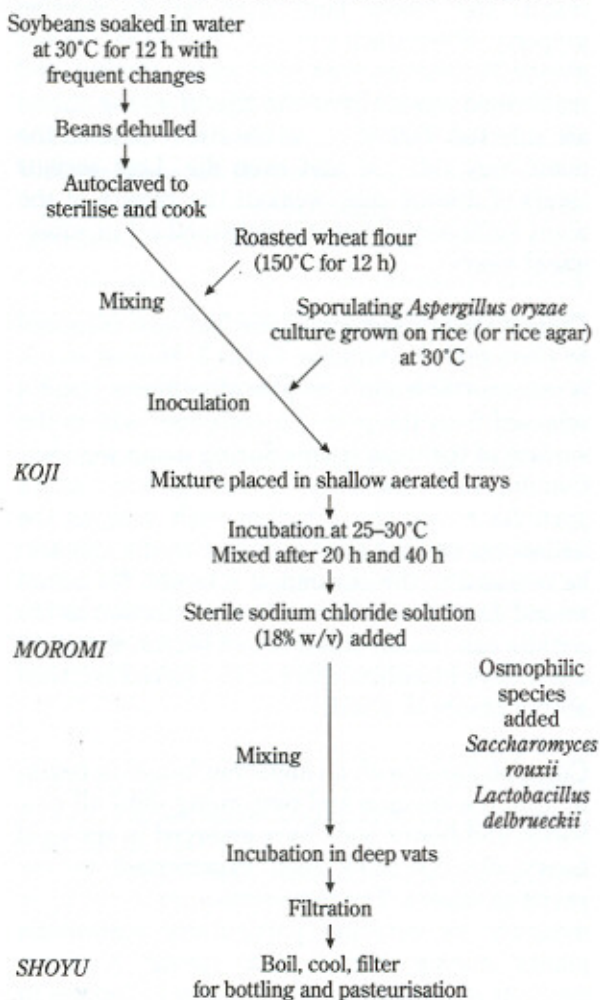 Soybeans soaked in water
at 30°C for 12 h with
frequent changes
Beans dehulled
Autoclaved to
sterilise and cook
Roasted wheat flour
(150°C for 12 h)
Mixing
Sporulating Aspergillus oryzae
culture grown on rice (or rice agar)
at 30°C
Inoculation
KOJI
Mixture placed in shallow aerated trays
Incubation at 25–30°C
Mixed after 20 h and 40 h
Sterile sodium chloride solution
(18% w/v) added
MOROMI
Osmophilic
species
added
Saccharomyces
rouxii
Lactobacillus
delbrueckii
Mixing
Incubation in deep vats
Filtration
SHOYU
Boil, cool, filter
for bottling and pasteurisation